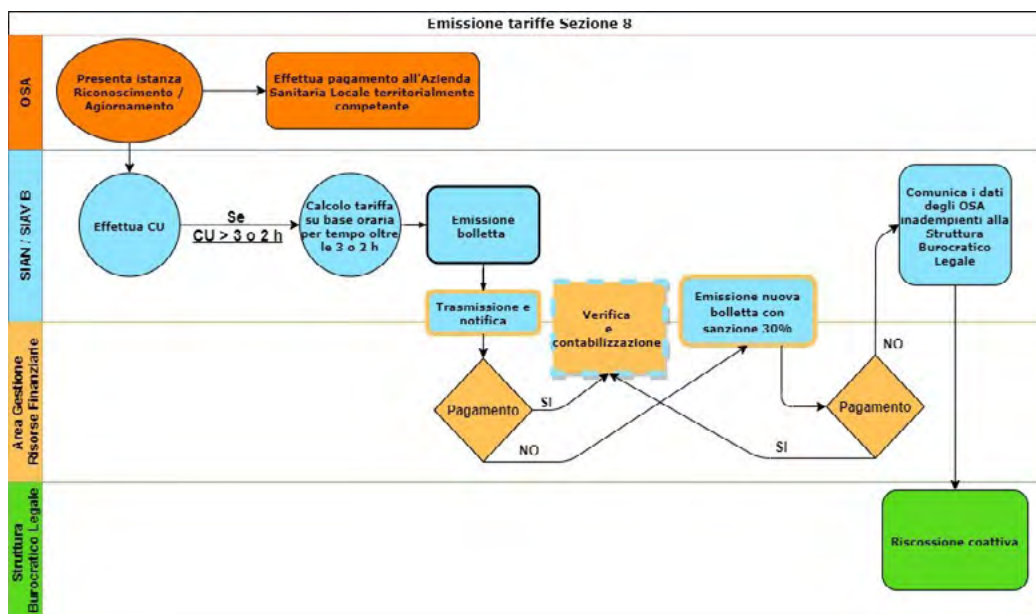 Emissione tariffe Sezione 8
OSA
Presenta istanza
Riconoscimento /
Agiornamento
Effettua pagamento all'Azienda
Sanitaria Locale territorialmente
competente
SIAN / SIAV B
Effettua CU
Se
CU > 3 o 2 h
Calcolo tariffa
su base oraria
per tempo oltre
le 3 o 2 h
Emissione
bolletta
Comunica i dati
degli OSA
inadempienti alla
Struttura
Burocratico
Legale
Trasmissione e
notifica
Verifica
e
contabilizzazione
Emissione nuova
bolletta con
sanzione 30%
Area Gestione
Risorse Finanziarie
Pagamento
SI
NO
Pagamento
NO
SI
Struttura
Burocratico Legale
Riscossione coattiva